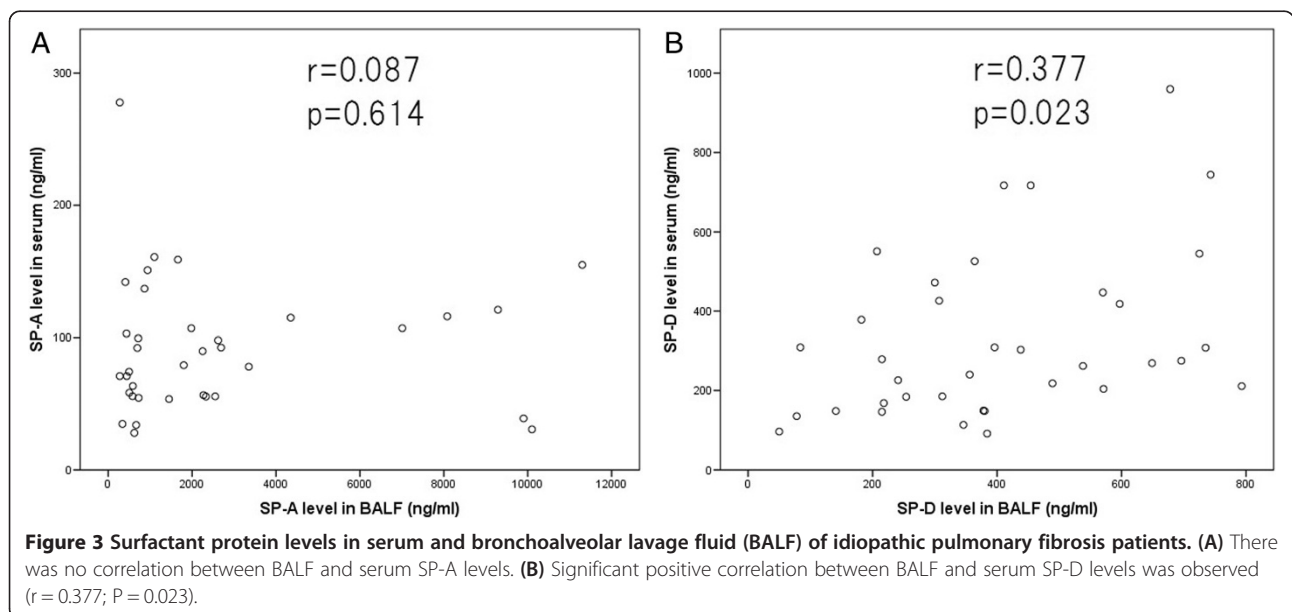 A
r=0.087
p=0.614
300
200
100
0
SP-A level in serum (ng/ml)
0 2000 4000 6000 8000 10000 12000
SP-A level in BALF (ng/ml)
B
r=0.377
p=0.023
1000
800
600
400
200
0
SP-D level in serum (ng/ml)
0 200 400 600 800
SP-D level in BALF (ng/ml)
Figure 3 Surfactant protein levels in serum and bronchoalveolar lavage fluid (BALF) of idiopathic pulmonary fibrosis patients. (A) There
was no correlation between BALF and serum SP-A levels. (B) Significant positive correlation between BALF and serum SP-D levels was observed
(r = 0.377; P = 0.023).